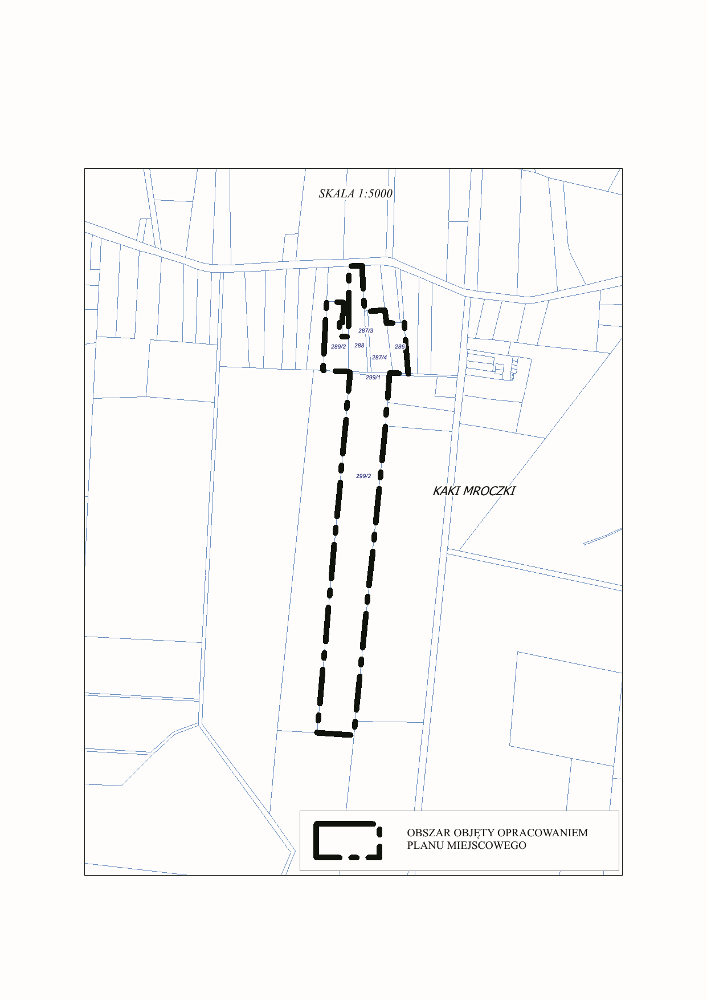 SKALA 1:5000
287/3
289/2
288
286
287/4
299/1
299/2
KAKI MROCZKI
OBSZAR OBJĘTY OPRACOWANIEM
PLANU MIEJSCOWEGO